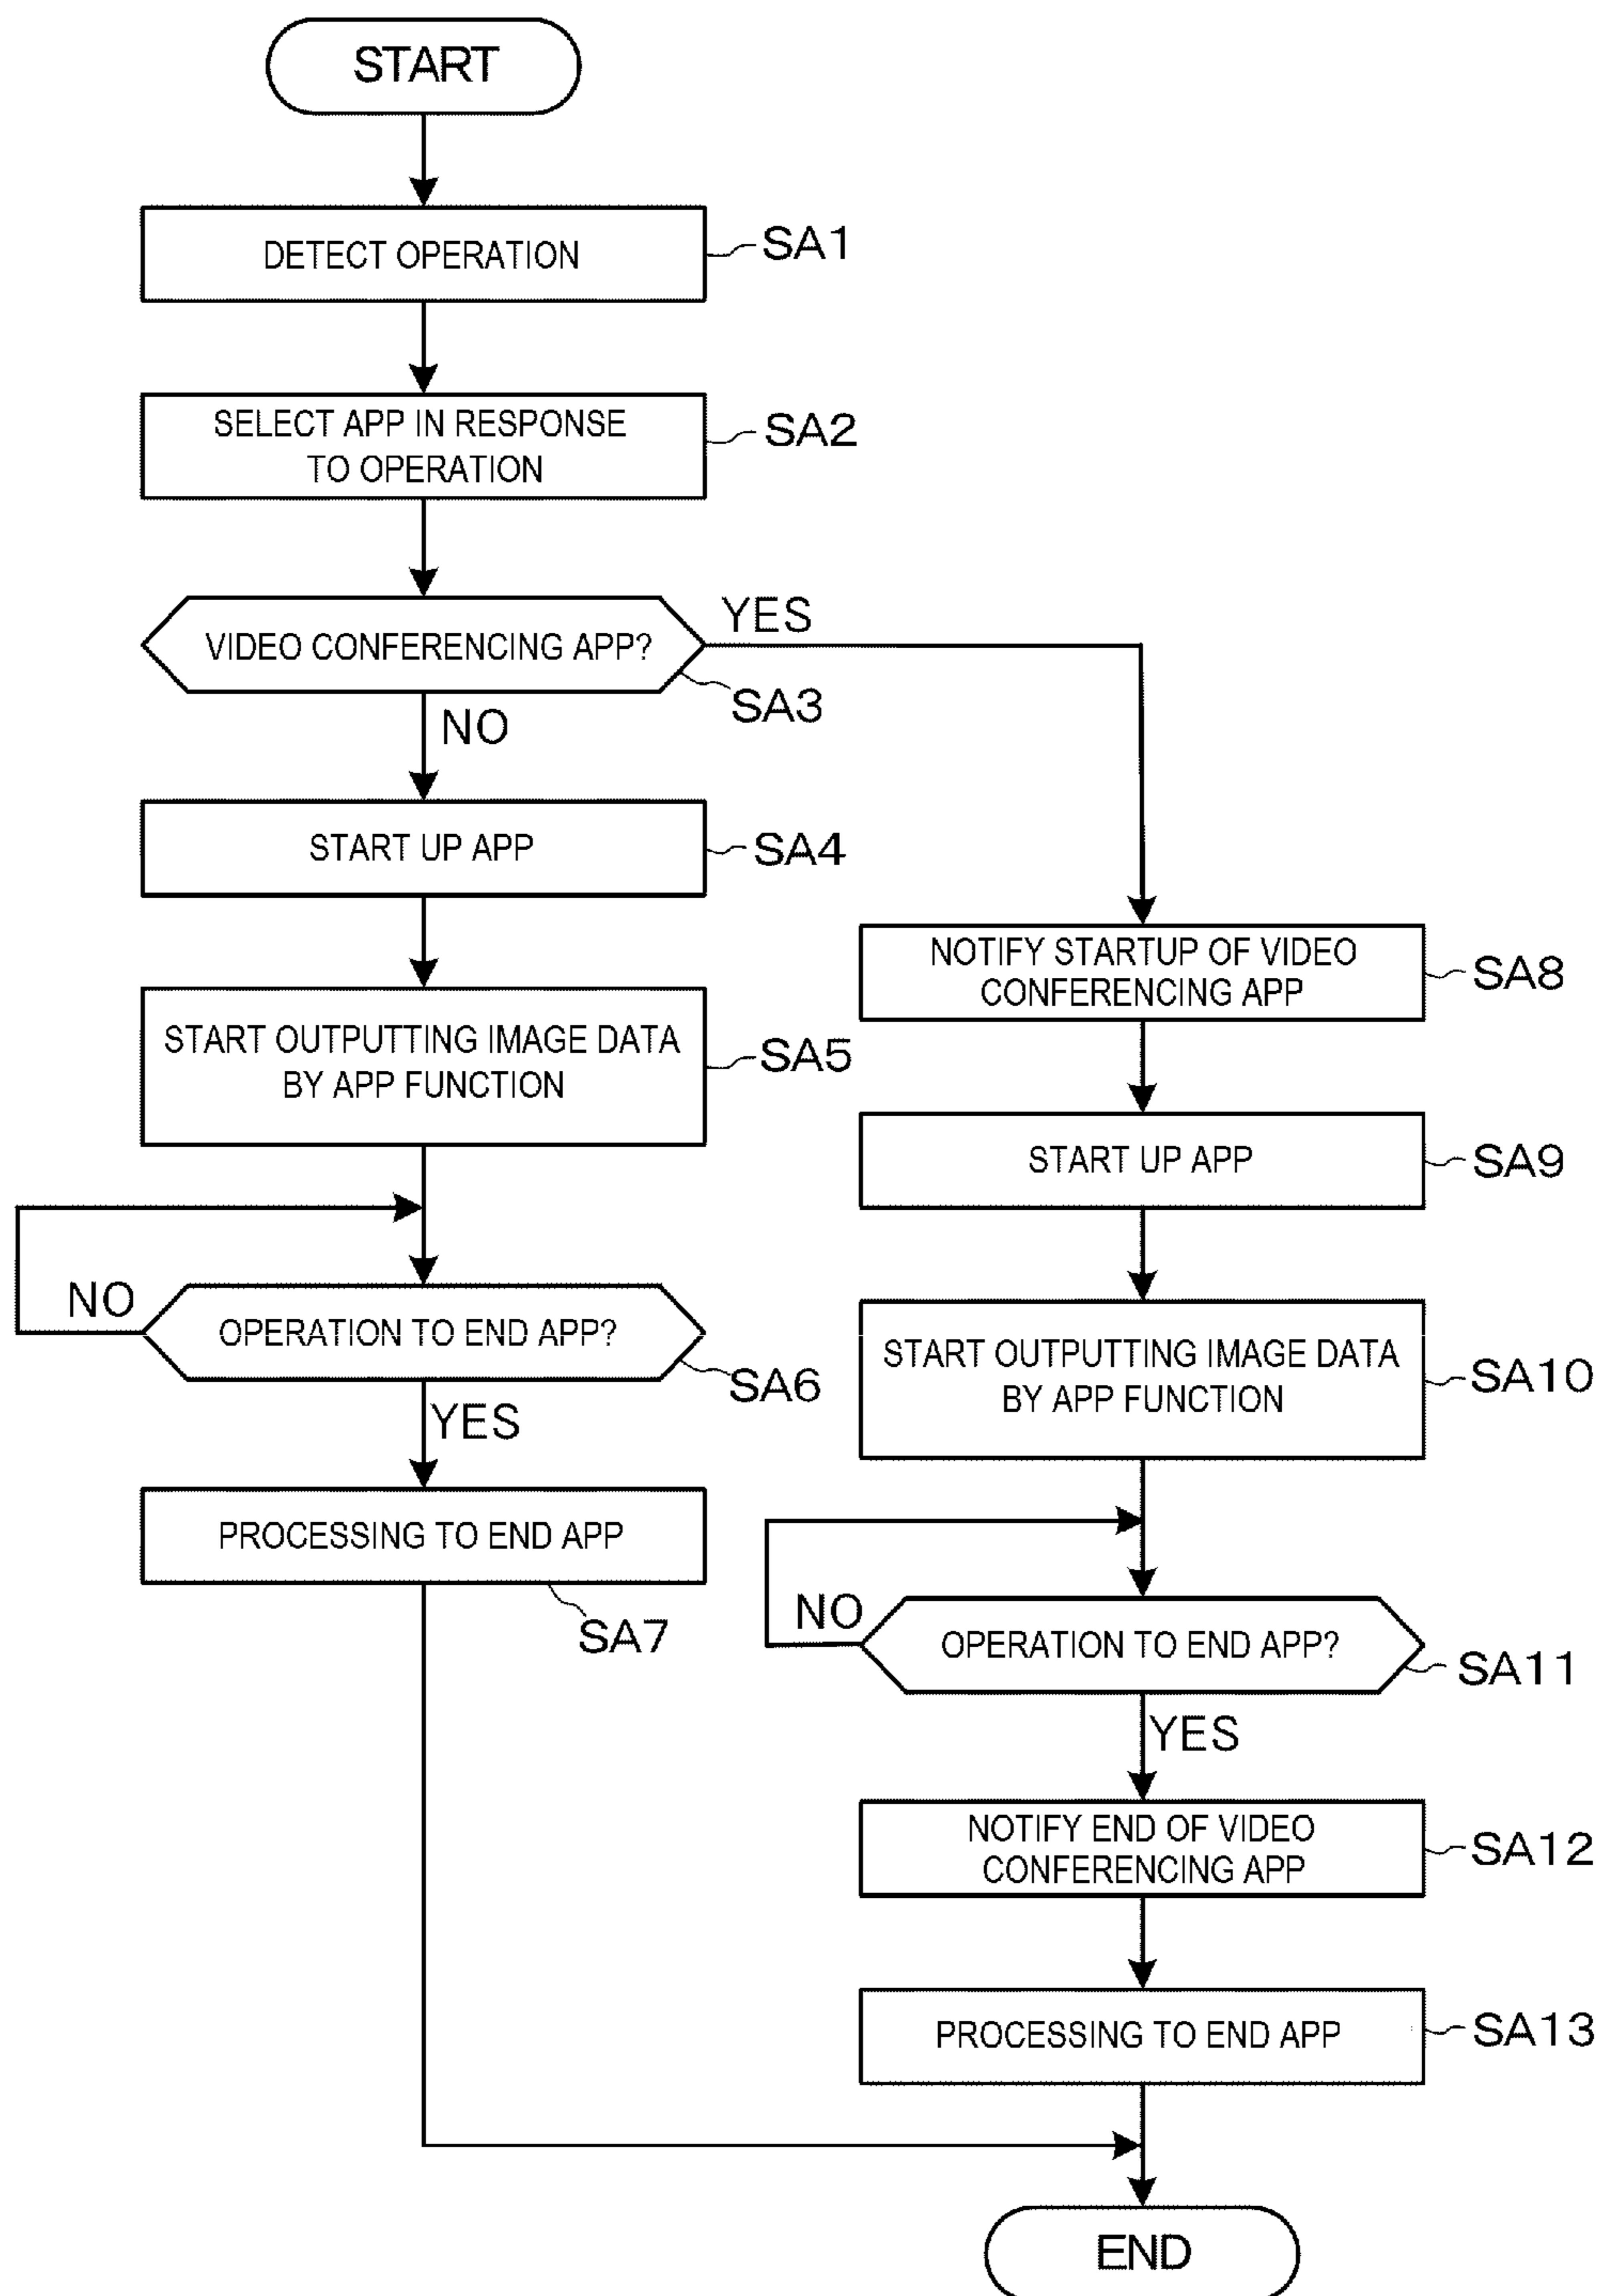 START
DETECT OPERATION
SA1
SELECT APP IN RESPONSE
TO OPERATION
SA2
VIDEO CONFERENCING APP?
YES
SA3
NO
START UP APP
SA4
START OUTPUTTING IMAGE DATA
BY APP FUNCTION
SA5
NO
OPERATION TO END APP?
SA6
YES
PROCESSING TO END APP
SA7
NOTIFY STARTUP OF VIDEO
CONFERENCING APP
SA8
START UP APP
SA9
START OUTPUTTING IMAGE DATA
BY APP FUNCTION
SA10
NO
OPERATION TO END APP?
SA11
YES
NOTIFY END OF VIDEO
CONFERENCING APP
SA12
PROCESSING TO END APP
SA13
END